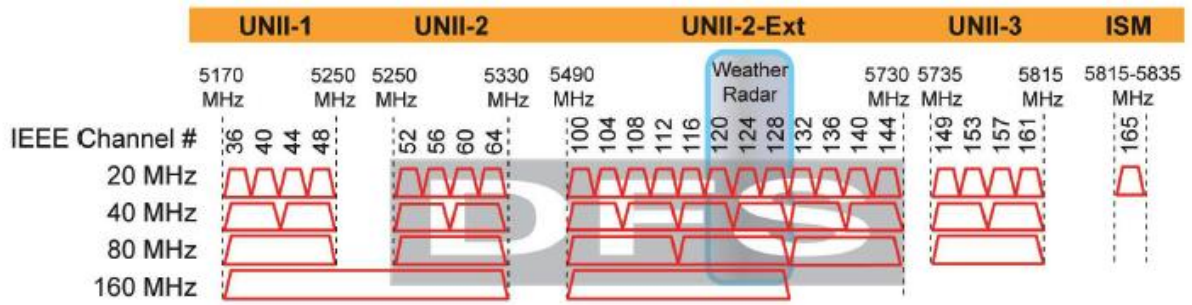 UNII-1 UNII-2 UNII-2-Ext UNII-3 ISM
5170 MHz 5250 MHz 5250 MHz 5330 MHz 5490 MHz Weather Radar 5730 MHz 5735 MHz 5815 MHz 5815-5835 MHz
IEEE Channel # 36 40 44 48 52 56 60 64 100 104 108 112 116 120 124 128 132 136 140 144 149 153 157 161 165
20 MHz
40 MHz
80 MHz
160 MHz
DFS